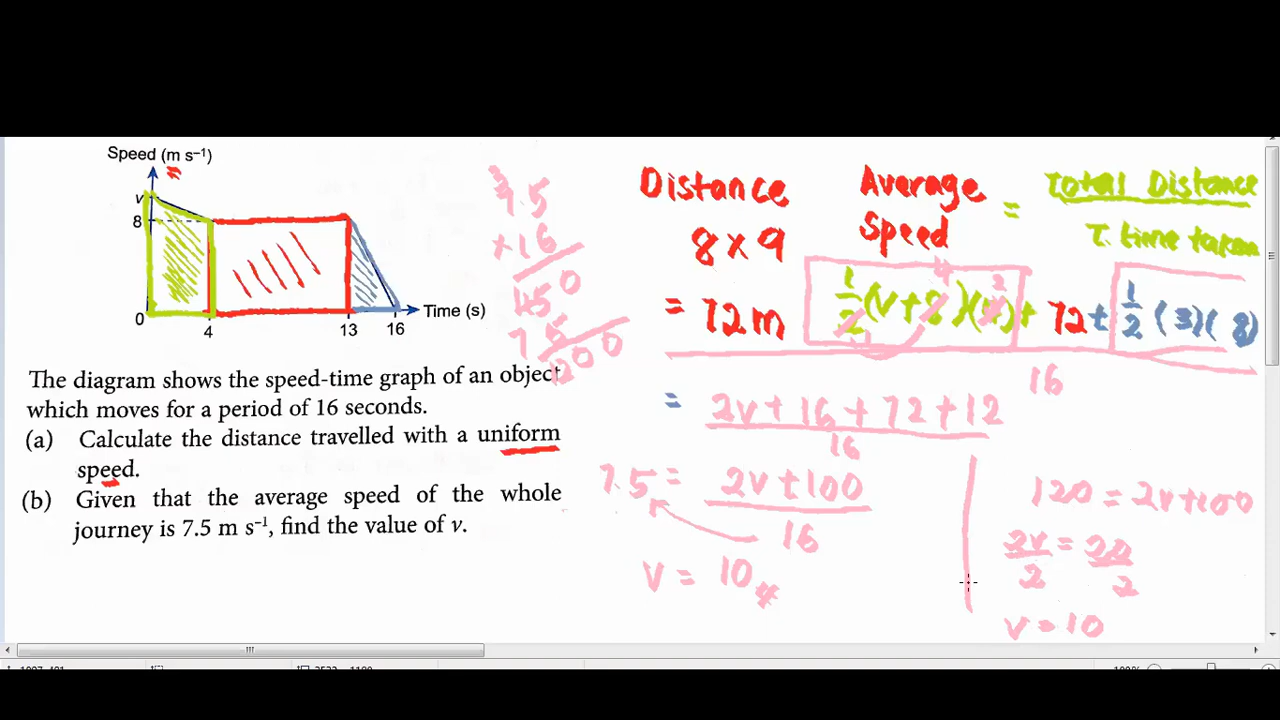 Speed (m s⁻¹)
v
8
0
4
13
16
Time (s)
7.5
×16
450
75
1200
The diagram shows the speed-time graph of an object
which moves for a period of 16 seconds.
(a) Calculate the distance travelled with a uniform
speed.
(b) Given that the average speed of the whole
journey is 7.5 m s⁻¹, find the value of v.
Distance
8×9
= 72m
Average
Speed
=
Total Distance
T. time taken
1/2 (v+8)(4) + 72 + 1/2 (3)(8)
16
= 2v + 16 + 72 + 12
16
7.5 = 2v + 100
16
v = 10
120 = 2v+100
2v/2 = 20/2
v = 10